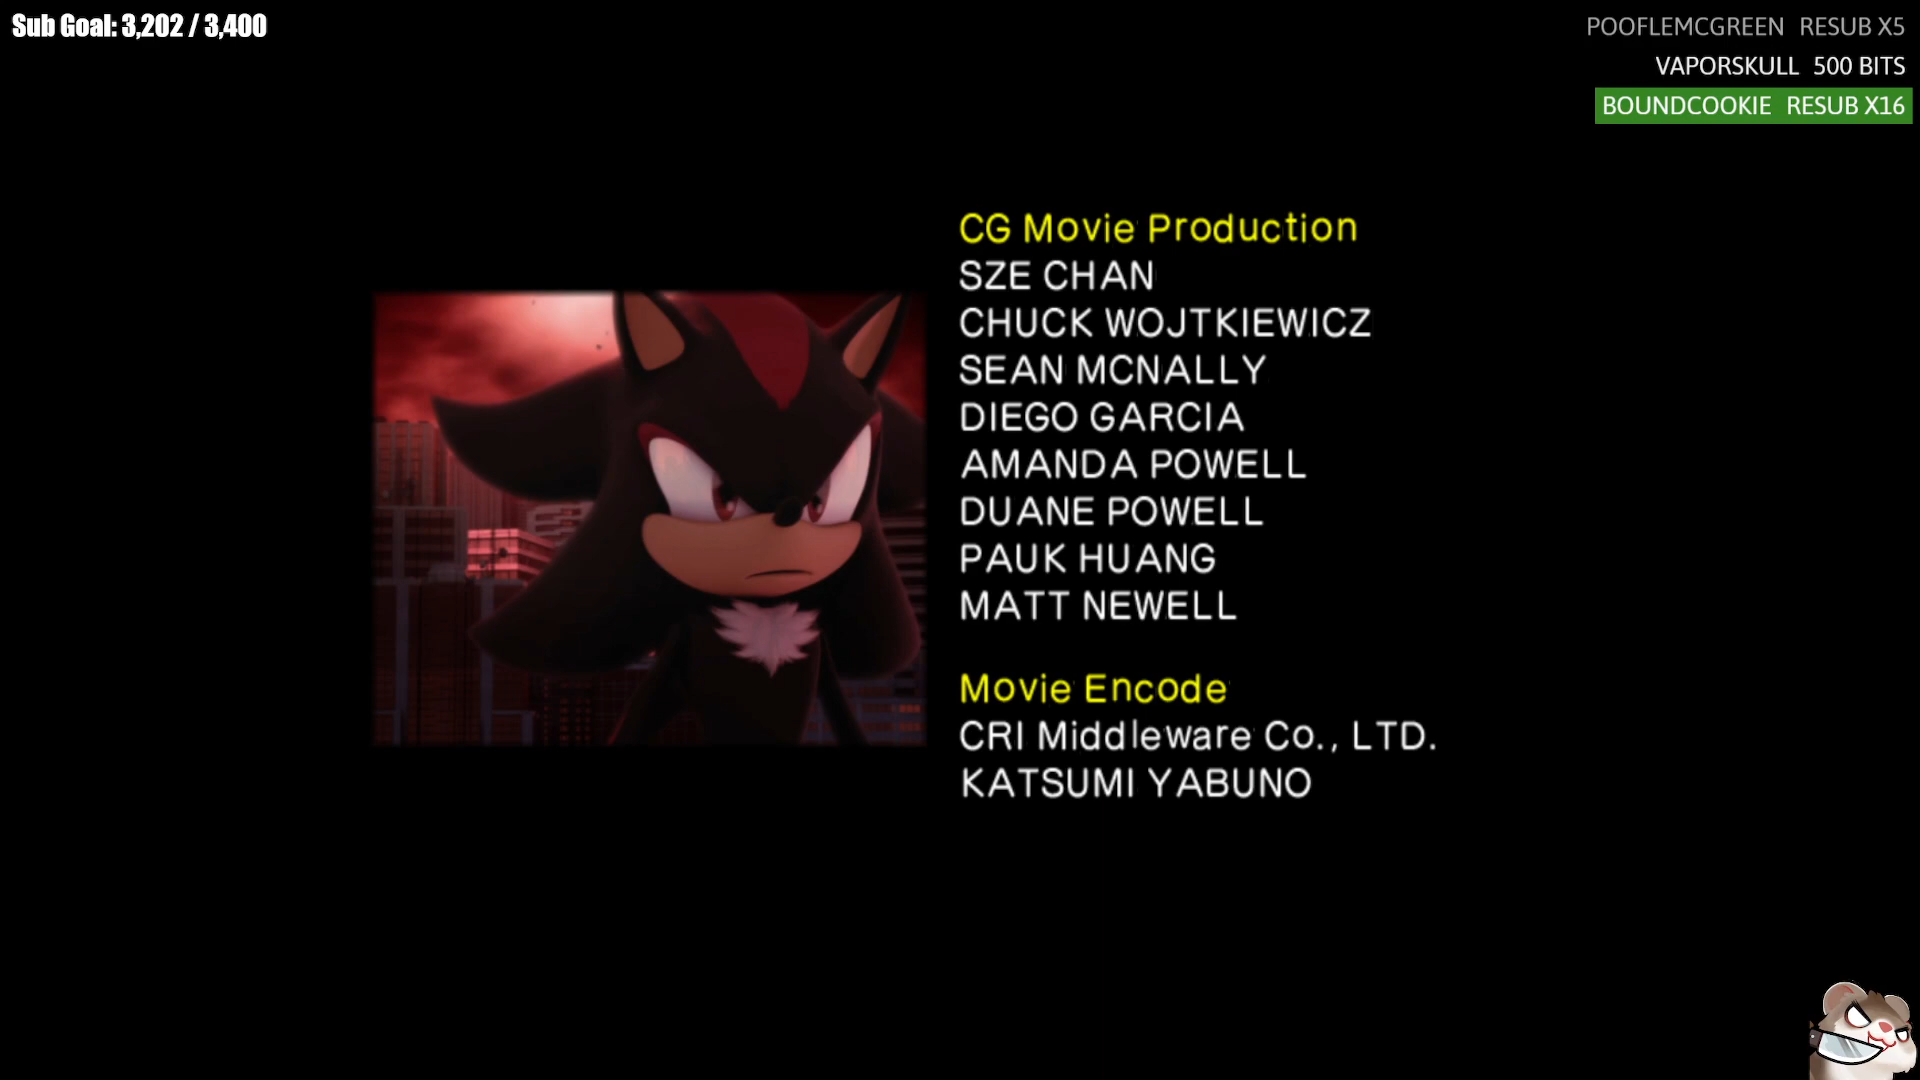 Sub Goal: 3,202 / 3,400
POOFLEMCGREEN RESUB X5
VAPORSKULL 500 BITS
BOUNDCOOKIE RESUB X16
CG Movie Production
SZE CHAN
CHUCK WOJTKIEWICZ
SEAN MCNALLY
DIEGO GARCIA
AMANDA POWELL
DUANE POWELL
PAUK HUANG
MATT NEWELL
Movie Encode
CRI Middleware Co., LTD.
KATSUMI YABUNO